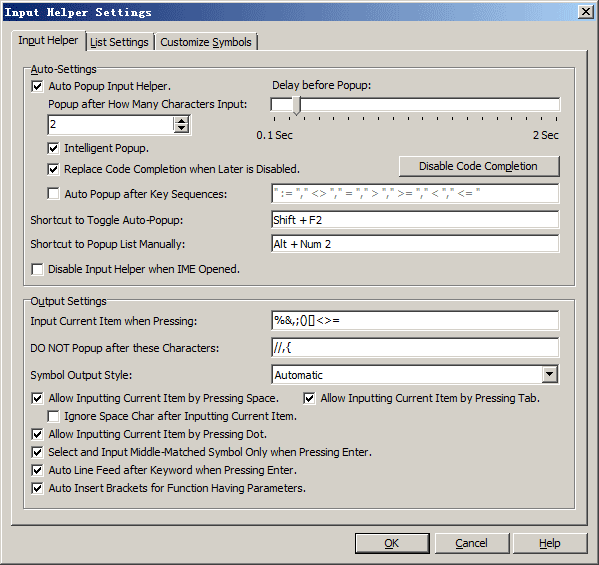 Input Helper Settings
Input Helper List Settings Customize Symbols
Auto-Settings
Auto Popup Input Helper. Delay before Popup:
Popup after How Many Characters Input:
2
0.1 Sec 2 Sec
Intelligent Popup.
Replace Code Completion when Later is Disabled. Disable Code Completion
Auto Popup after Key Sequences: ":="," <>"," ="," >"," >="," <"," <="
Shortcut to Toggle Auto-Popup: Shift + F2
Shortcut to Popup List Manually: Alt + Num 2
Disable Input Helper when IME Opened.
Output Settings
Input Current Item when Pressing: %&,;()[]<>=
DO NOT Popup after these Characters: //,{
Symbol Output Style: Automatic
Allow Inputting Current Item by Pressing Space. Allow Inputting Current Item by Pressing Tab.
Ignore Space Char after Inputting Current Item.
Allow Inputting Current Item by Pressing Dot.
Select and Input Middle-Matched Symbol Only when Pressing Enter.
Auto Line Feed after Keyword when Pressing Enter.
Auto Insert Brackets for Function Having Parameters.
OK Cancel Help